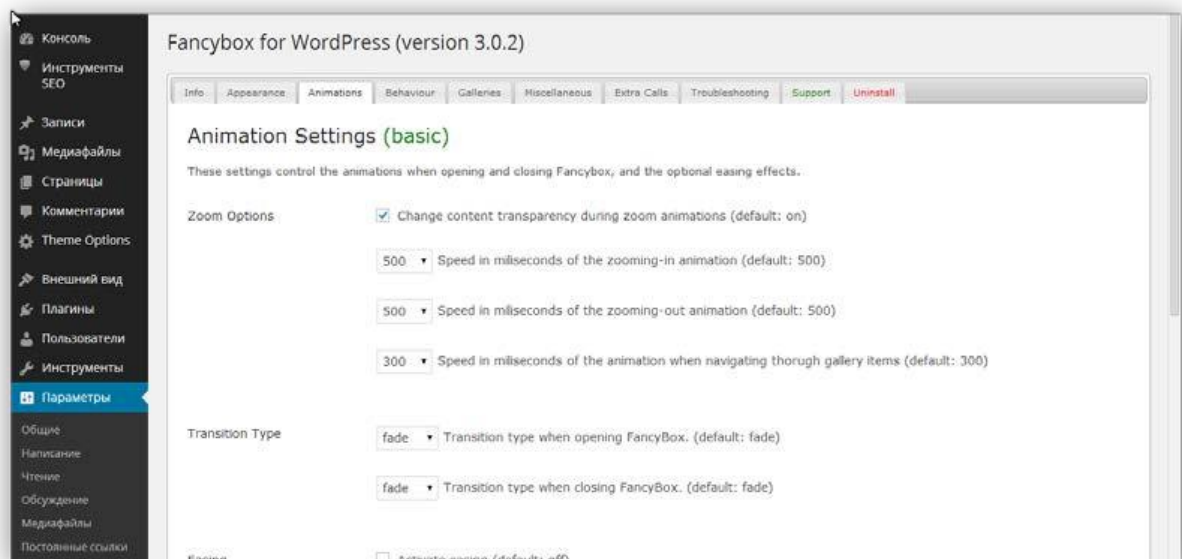 Консоль
Инструменты
SEO
Записи
Медиафайлы
Страницы
Комментарии
Theme Options
Внешний вид
Плагины
Пользователи
Инструменты
Параметры
Общие
Написание
Чтение
Обсуждение
Медиафайлы
Постоянные ссылки
Fancybox for WordPress (version 3.0.2)
Info Appearance Animations Behaviour Galleries Miscellaneous Extra Calls Troubleshooting Support Uninstall
Animation Settings (basic)
These settings control the animations when opening and closing Fancybox, and the optional easing effects.
Zoom Options Change content transparency during zoom animations (default: on)
500 Speed in miliseconds of the zooming-in animation (default: 500)
500 Speed in miliseconds of the zooming-out animation (default: 500)
300 Speed in miliseconds of the animation when navigating thorugh gallery items (default: 300)
Transition Type fade Transition type when opening FancyBox. (default: fade)
fade Transition type when closing FancyBox. (default: fade)
Easing Activate easing (default: off)